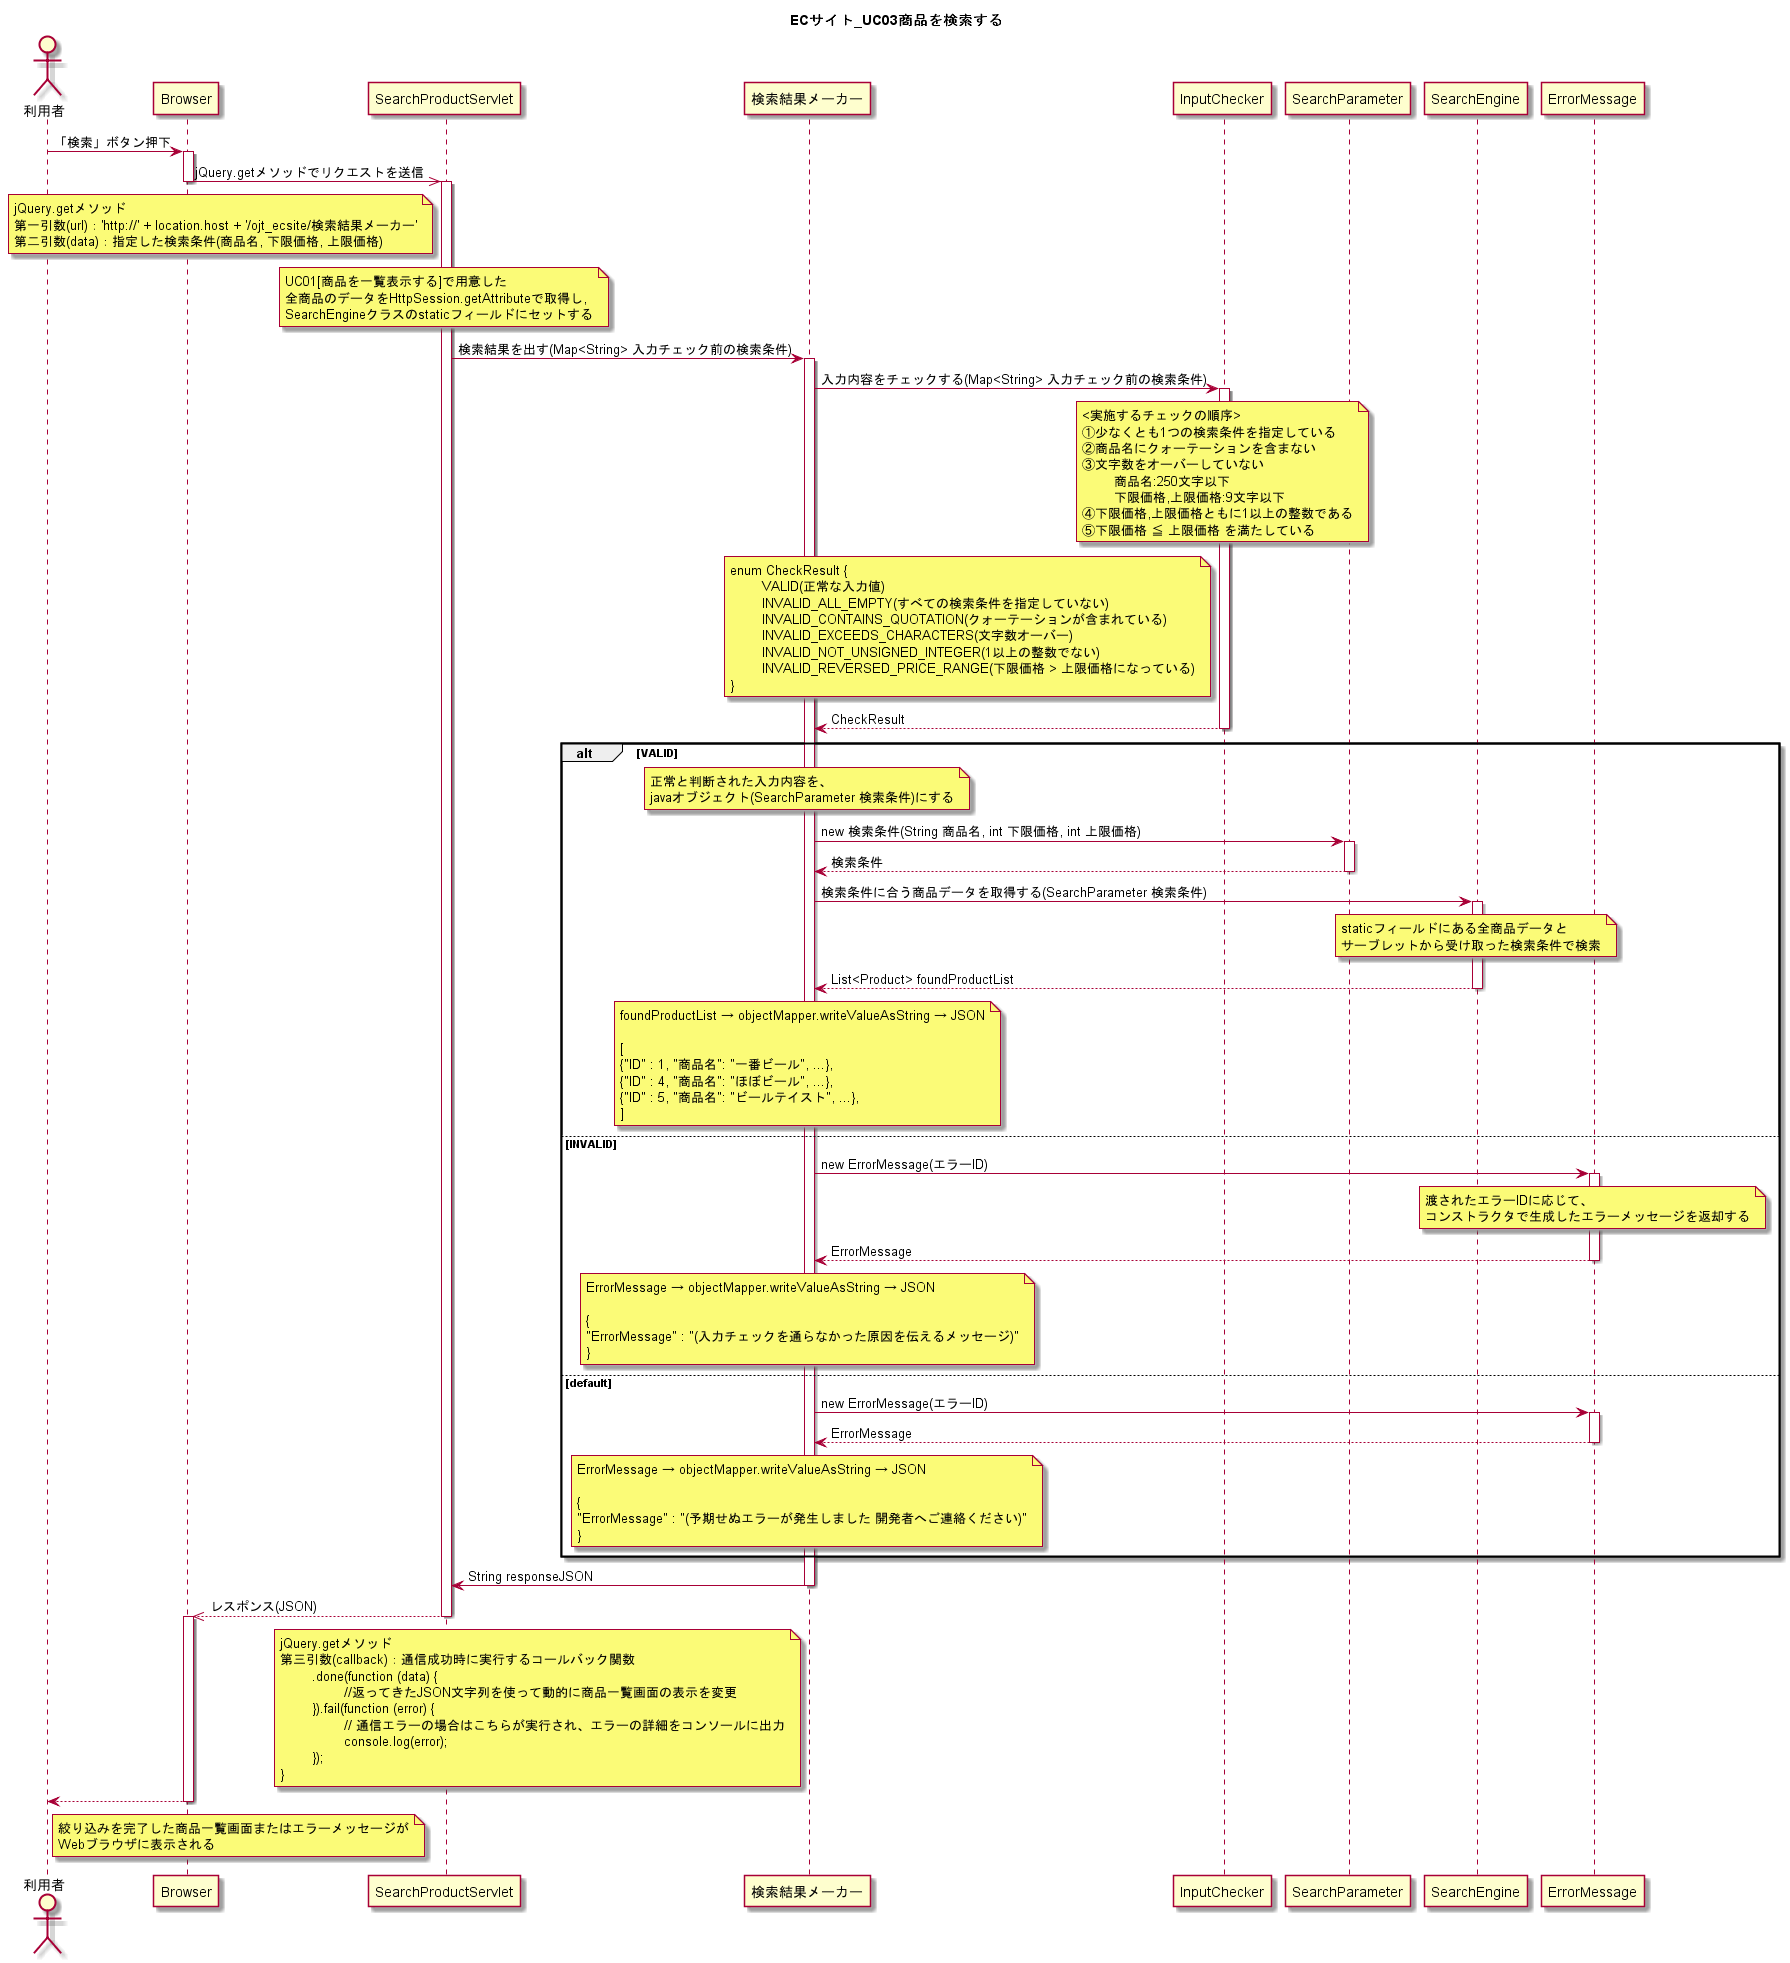 ECサイト_UC03商品を検索する
利用者
Browser
SearchProductServlet
検索結果メーカー
InputChecker
SearchParameter
SearchEngine
ErrorMessage
「検索」ボタン押下
jQuery.getメソッドでリクエストを送信
jQuery.getメソッド
第一引数(url) : 'http://' + location.host + '/ojt_ecsite/検索結果メーカー'
第二引数(data) : 指定した検索条件(商品名, 下限価格, 上限価格)
UC01[商品を一覧表示する]で用意した
全商品のデータをHttpSession.getAttributeで取得し,
SearchEngineクラスのstaticフィールドにセットする
検索結果を出す(Map<String> 入力チェック前の検索条件)
入力内容をチェックする(Map<String> 入力チェック前の検索条件)
<実施するチェックの順序>
①少なくとも1つの検索条件を指定している
②商品名にクォーテーションを含まない
③文字数をオーバーしていない
商品名:250文字以下
下限価格,上限価格:9文字以下
④下限価格,上限価格ともに1以上の整数である
⑤下限価格 ≦ 上限価格 を満たしている
enum CheckResult {
VALID(正常な入力値)
INVALID_ALL_EMPTY(すべての検索条件を指定していない)
INVALID_CONTAINS_QUOTATION(クォーテーションが含まれている)
INVALID_EXCEEDS_CHARACTERS(文字数オーバー)
INVALID_NOT_UNSIGNED_INTEGER(1以上の整数でない)
INVALID_REVERSED_PRICE_RANGE(下限価格 > 上限価格になっている)
}
CheckResult
alt [VALID]
正常と判断された入力内容を、
javaオブジェクト(SearchParameter 検索条件)にする
new 検索条件(String 商品名, int 下限価格, int 上限価格)
検索条件
検索条件に合う商品データを取得する(SearchParameter 検索条件)
staticフィールドにある全商品データと
サーブレットから受け取った検索条件で検索
List<Product> foundProductList
foundProductList → objectMapper.writeValueAsString → JSON
[
{"ID" : 1, "商品名": "一番ビール", ...},
{"ID" : 4, "商品名": "ほぼビール", ...},
{"ID" : 5, "商品名": "ビールテイスト", ...},
]
[INVALID]
new ErrorMessage(エラーID)
渡されたエラーIDに応じて、
コンストラクタで生成したエラーメッセージを返却する
ErrorMessage
ErrorMessage → objectMapper.writeValueAsString → JSON
{
"ErrorMessage" : "(入力チェックを通らなかった原因を伝えるメッセージ)"
}
[default]
new ErrorMessage(エラーID)
ErrorMessage
ErrorMessage → objectMapper.writeValueAsString → JSON
{
"ErrorMessage" : "(予期せぬエラーが発生しました 開発者へご連絡ください)"
}
String responseJSON
レスポンス(JSON)
jQuery.getメソッド
第三引数(callback) : 通信成功時に実行するコールバック関数
.done(function (data) {
//返ってきたJSON文字列を使って動的に商品一覧画面の表示を変更
}).fail(function (error) {
// 通信エラーの場合はこちらが実行され、エラーの詳細をコンソールに出力
console.log(error);
});
}
絞り込みを完了した商品一覧画面またはエラーメッセージが
Webブラウザに表示される
利用者
Browser
SearchProductServlet
検索結果メーカー
InputChecker
SearchParameter
SearchEngine
ErrorMessage